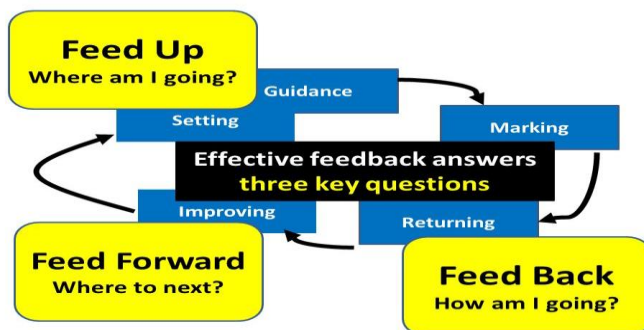 Feed Up
Where am I going?
Guidance
Setting
Marking
Effective feedback answers
three key questions
Improving
Returning
Feed Forward
Where to next?
Feed Back
How am I going?